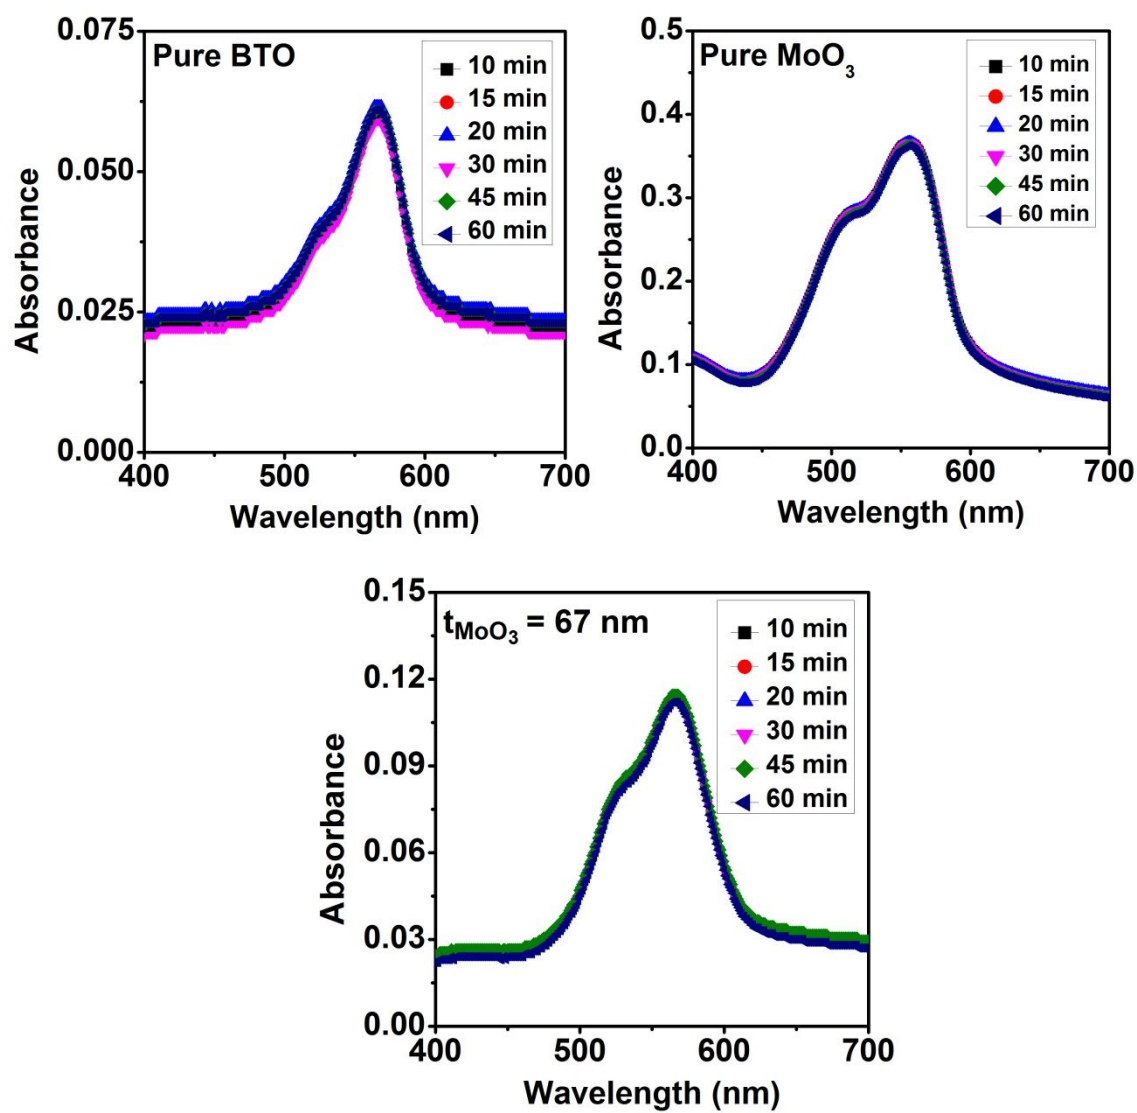 Pure BTO
10 min
15 min
20 min
30 min
45 min
60 min
0.075
0.050
0.025
0.000
400
500
600
700
Absorbance
Wavelength (nm)
Pure MoO₃
10 min
15 min
20 min
30 min
45 min
60 min
0.5
0.4
0.3
0.2
0.1
0.0
400
500
600
700
Absorbance
Wavelength (nm)
t_MoO₃ = 67 nm
10 min
15 min
20 min
30 min
45 min
60 min
0.15
0.12
0.09
0.06
0.03
0.00
400
500
600
700
Absorbance
Wavelength (nm)